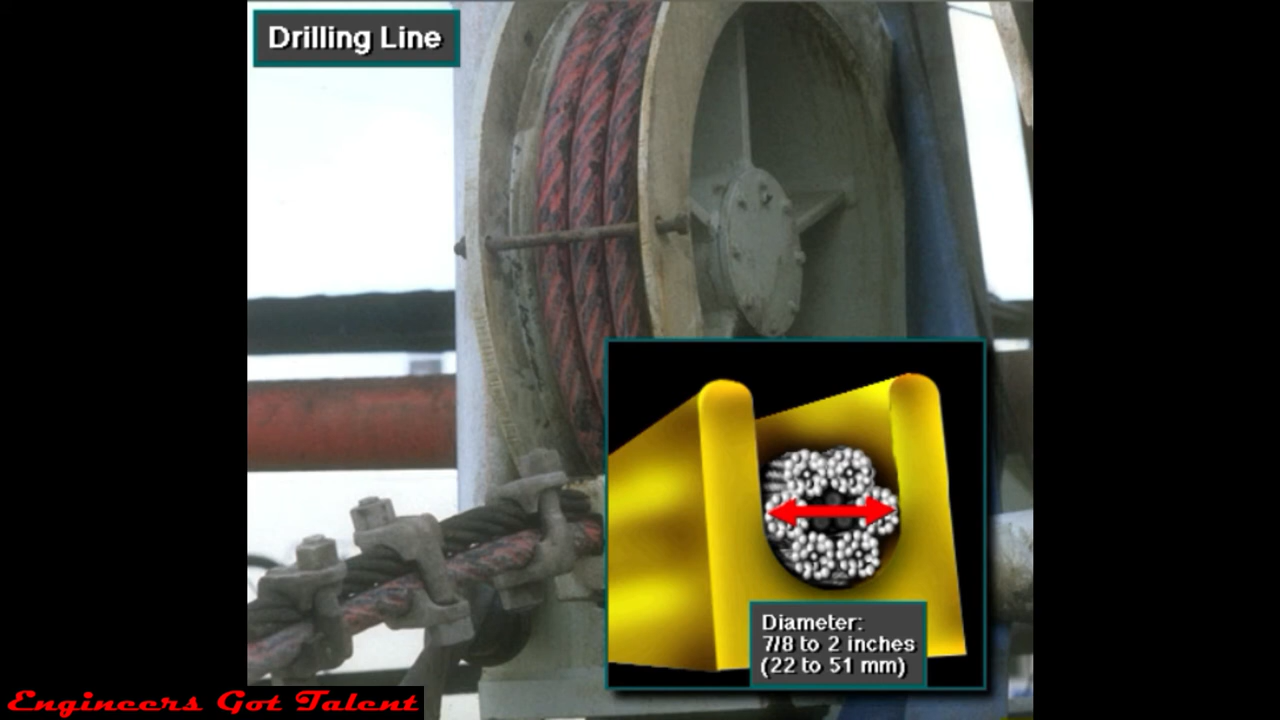 Drilling Line
Diameter:
7/8 to 2 inches
(22 to 51 mm)
Engineers Got Talent